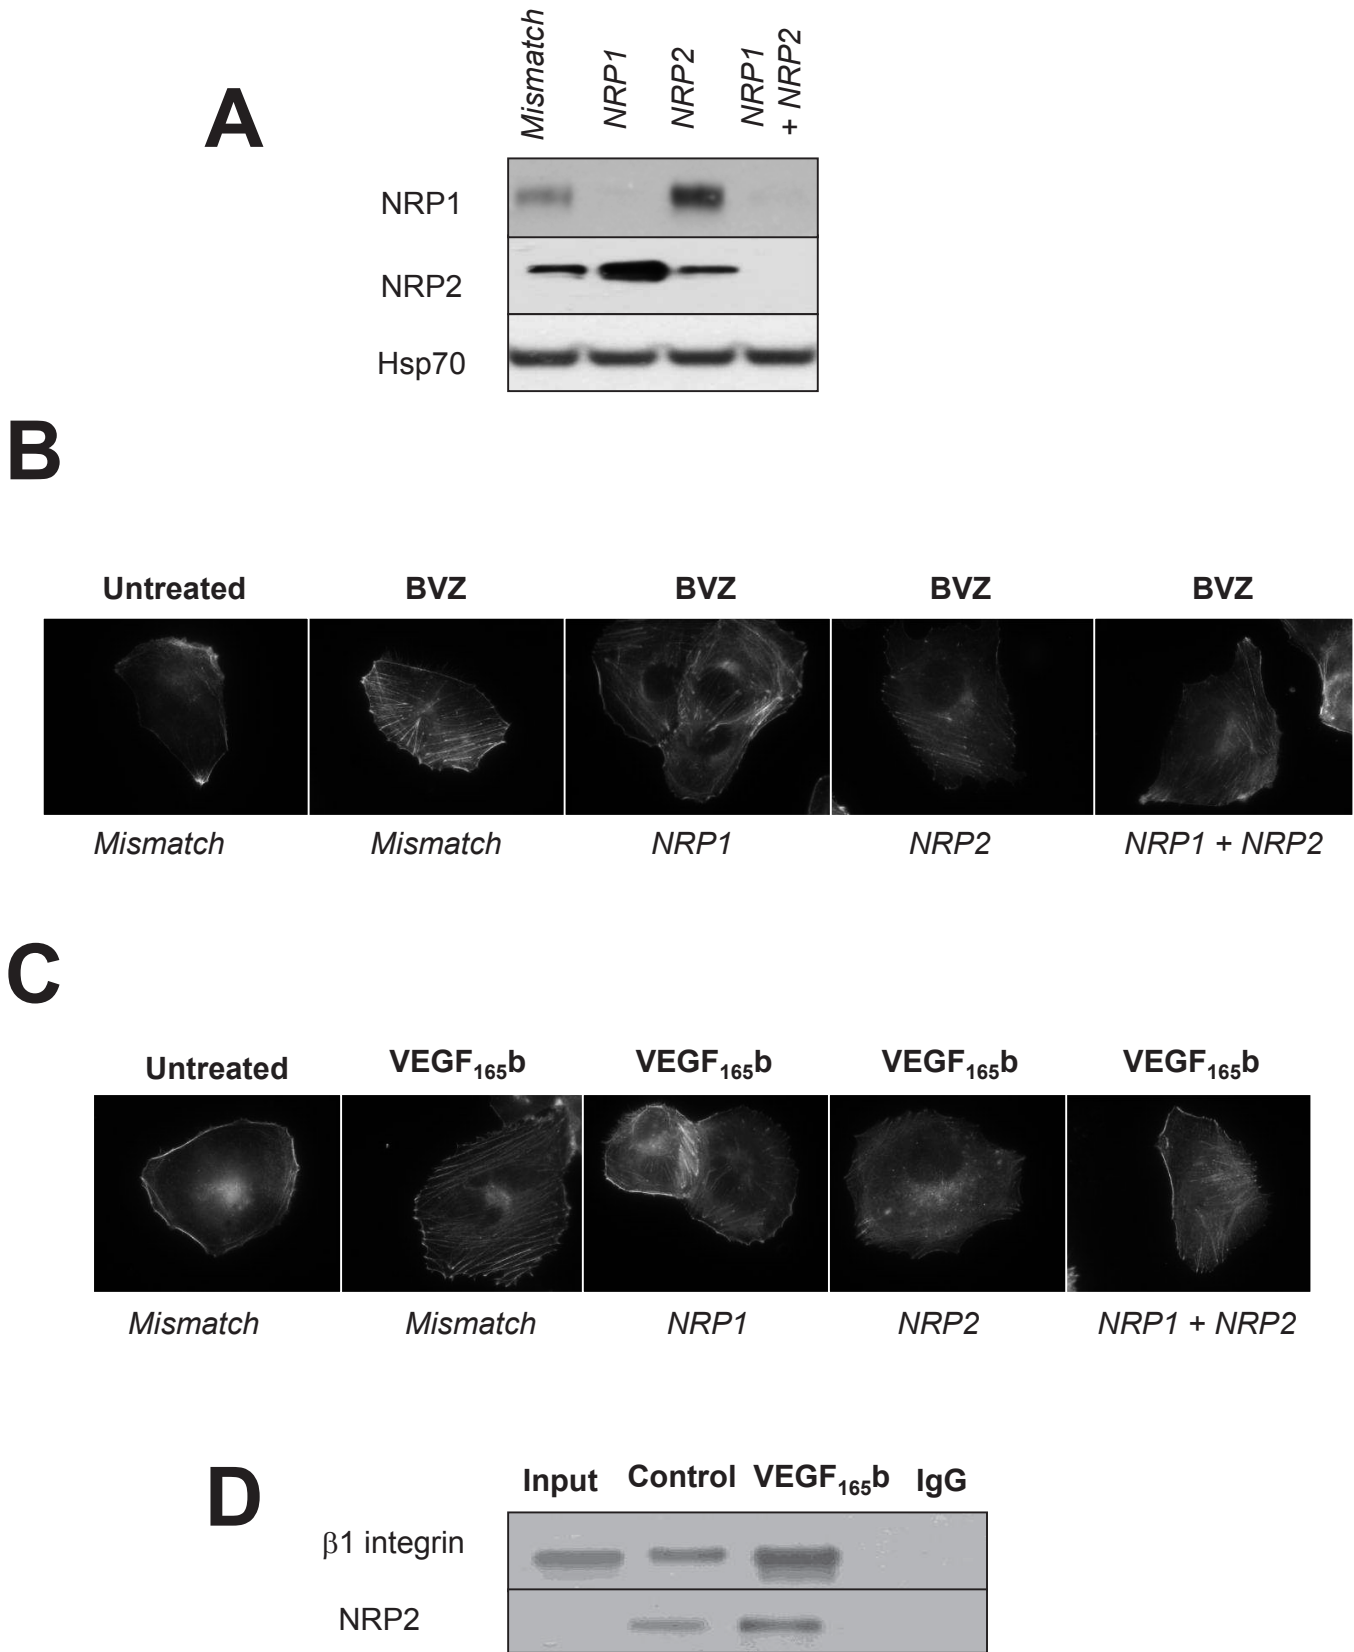 A
Mismatch
NRP1
NRP2
NRP1
+ NRP2
NRP1
NRP2
Hsp70
B
Untreated BVZ BVZ BVZ BVZ
Mismatch Mismatch NRP1 NRP2 NRP1 + NRP2
C
Untreated VEGF165b VEGF165b VEGF165b VEGF165b
Mismatch Mismatch NRP1 NRP2 NRP1 + NRP2
D
Input Control VEGF165b IgG
β1 integrin
NRP2